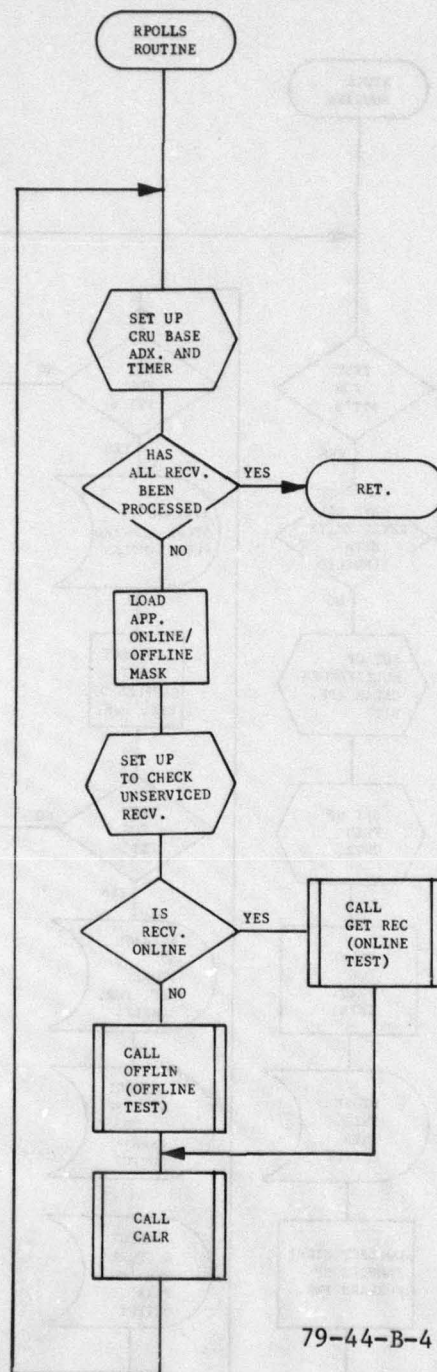 RPOLLS
ROUTINE
SET UP
CRU BASE
ADX. AND
TIMER
HAS
ALL RECV.
BEEN
PROCESSED
YES
RET.
NO
LOAD
APP.
ONLINE/
OFFLINE
MASK
SET UP
TO CHECK
UNSERVICED
RECV.
IS
RECV.
ONLINE
YES
CALL
GET REC
(ONLINE
TEST)
NO
CALL
OFFLIN
(OFFLINE
TEST)
CALL
CALR
79-44-B-4